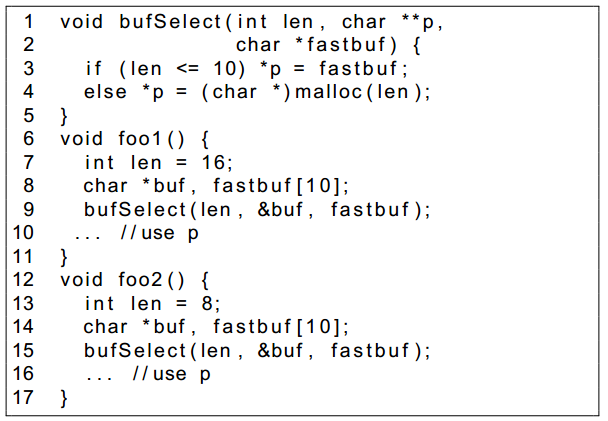 1 void bufSelect(int len, char **p,
2 char *fastbuf) {
3 if (len <= 10) *p = fastbuf;
4 else *p = (char *)malloc(len);
5 }
6 void foo1() {
7 int len = 16;
8 char *buf, fastbuf[10];
9 bufSelect(len, &buf, fastbuf);
10 ... //use p
11 }
12 void foo2() {
13 int len = 8;
14 char *buf, fastbuf[10];
15 bufSelect(len, &buf, fastbuf);
16 ... //use p
17 }